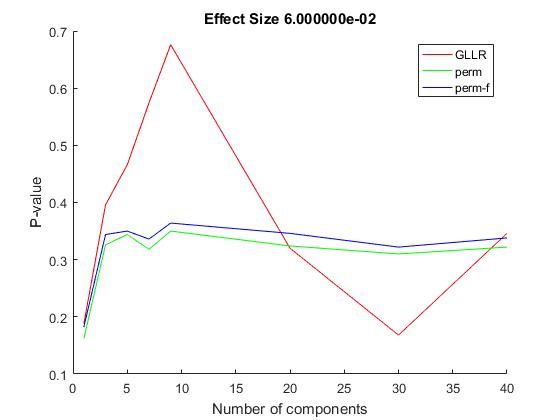 Effect Size 6.000000e-02
0.7
0.6
0.5
0.4
0.3
0.2
0.1
P-value
GLLR
perm
perm-f
0 5 10 15 20 25 30 35 40
Number of components